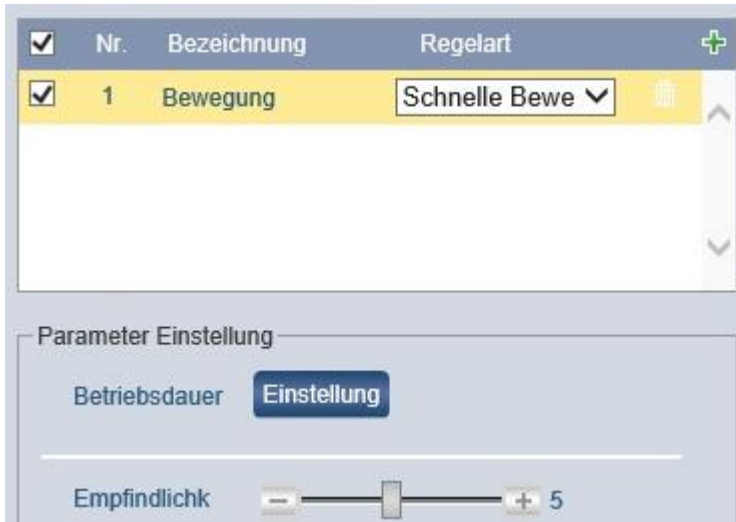 Nr. Bezeichnung Regelart
1 Bewegung Schnelle Bewe
Parameter Einstellung
Betriebsdauer Einstellung
Empfindlichk 5